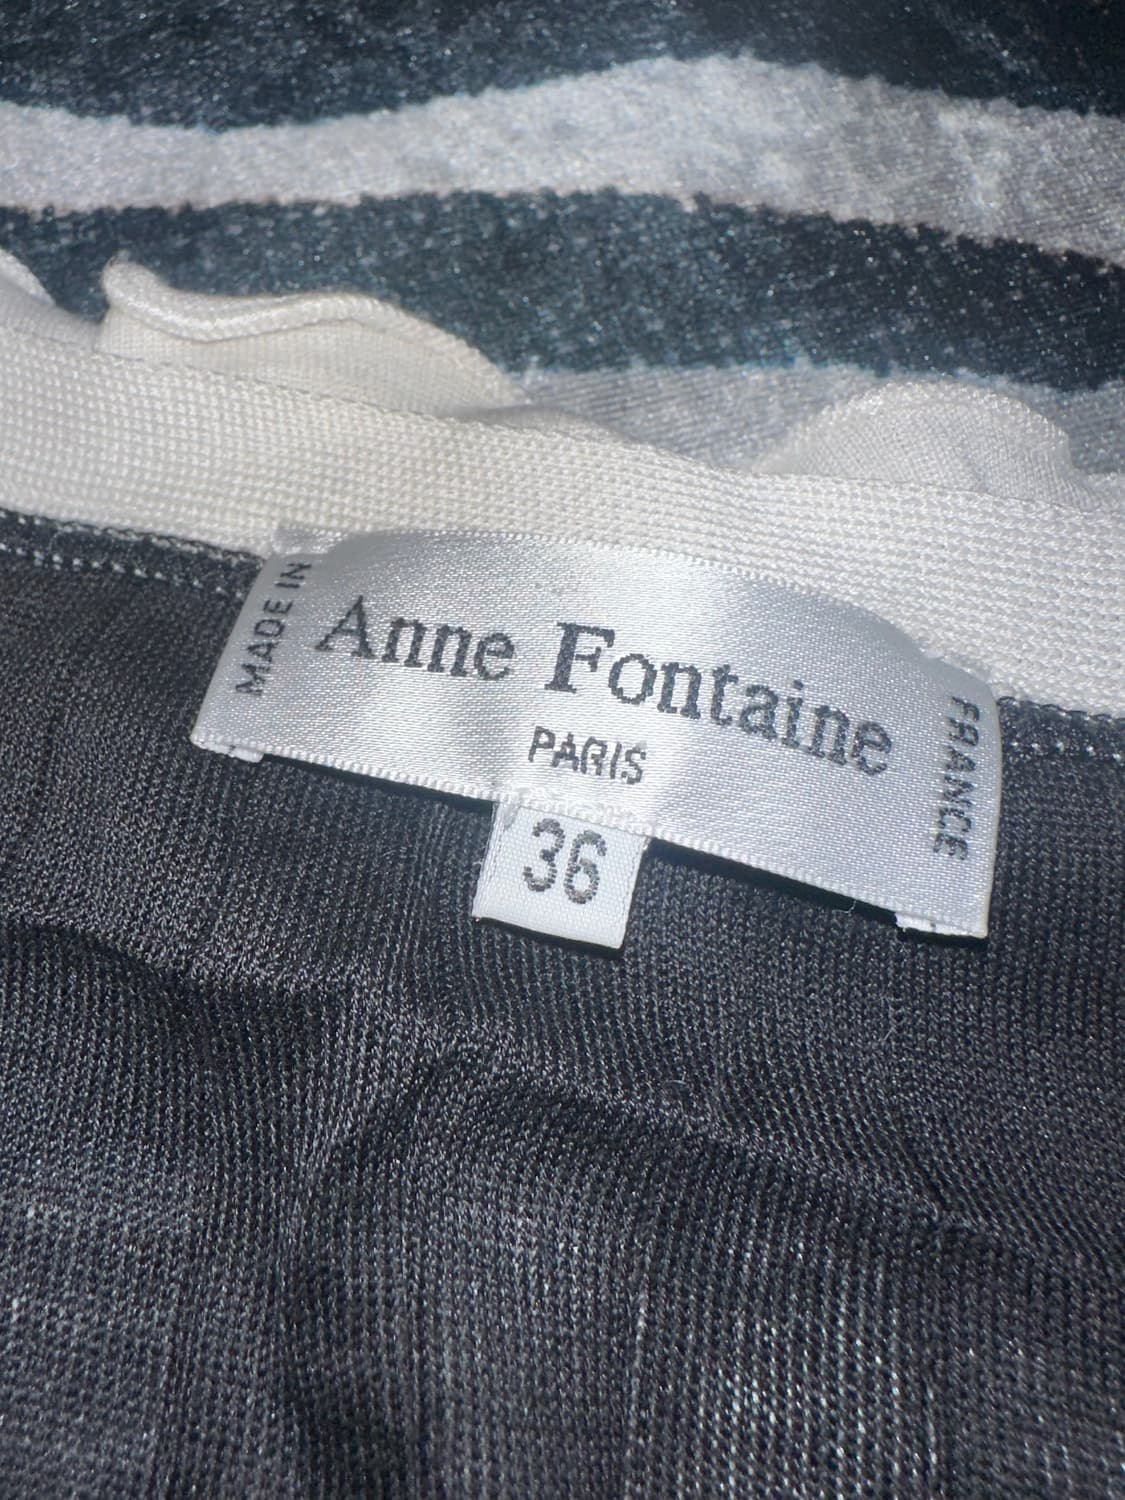 MADE IN
Anne Fontaine
PARIS
FRANCE
36